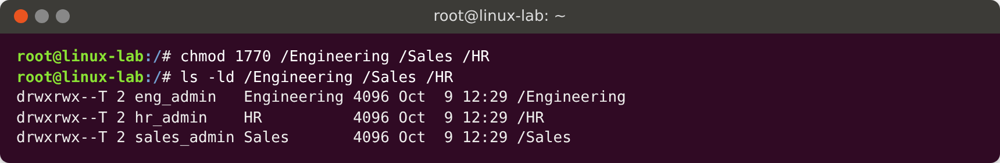 root@linux-lab: ~
root@linux-lab:/# chmod 1770 /Engineering /Sales /HR
root@linux-lab:/# ls -ld /Engineering /Sales /HR
drwxrwx--T 2 eng_admin   Engineering 4096 Oct  9 12:29 /Engineering
drwxrwx--T 2 hr_admin    HR          4096 Oct  9 12:29 /HR
drwxrwx--T 2 sales_admin Sales       4096 Oct  9 12:29 /Sales